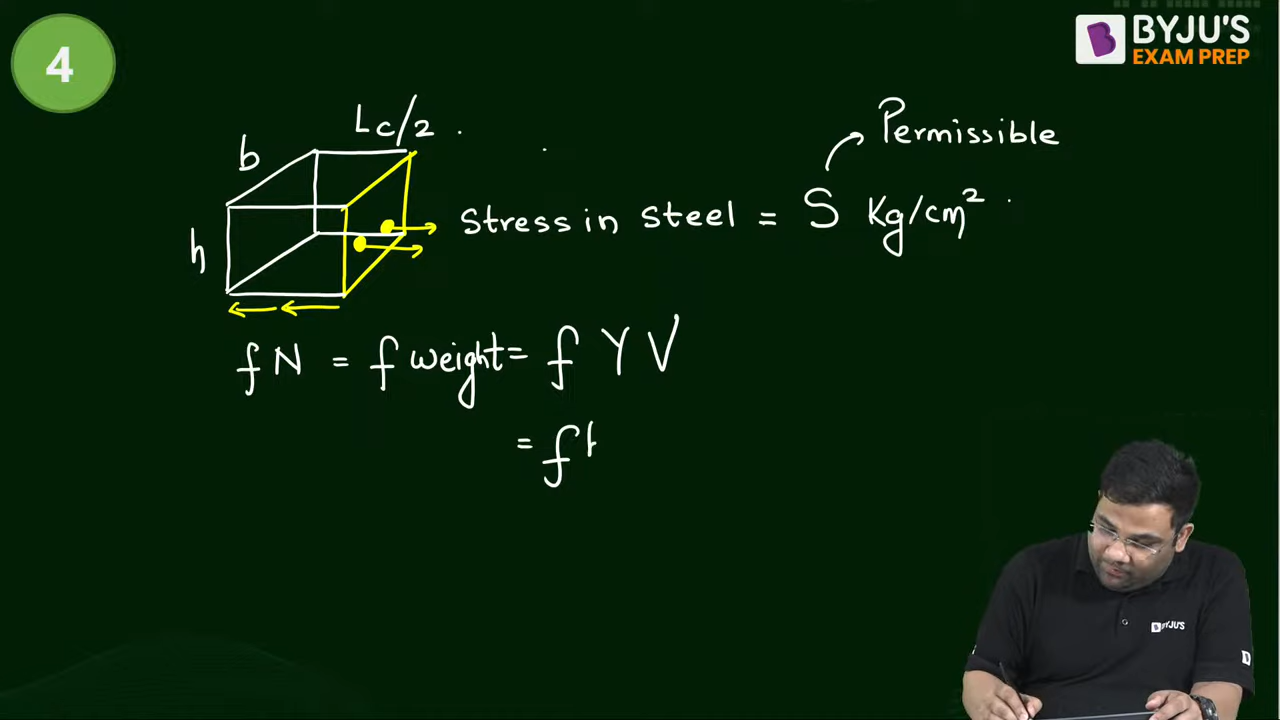 4
BYJU'S
EXAM PREP
Lc/2
b
h
Permissible
Stress in Steel = S Kg/cm²
f N = f weight = f γ V
= f
BYJU'S